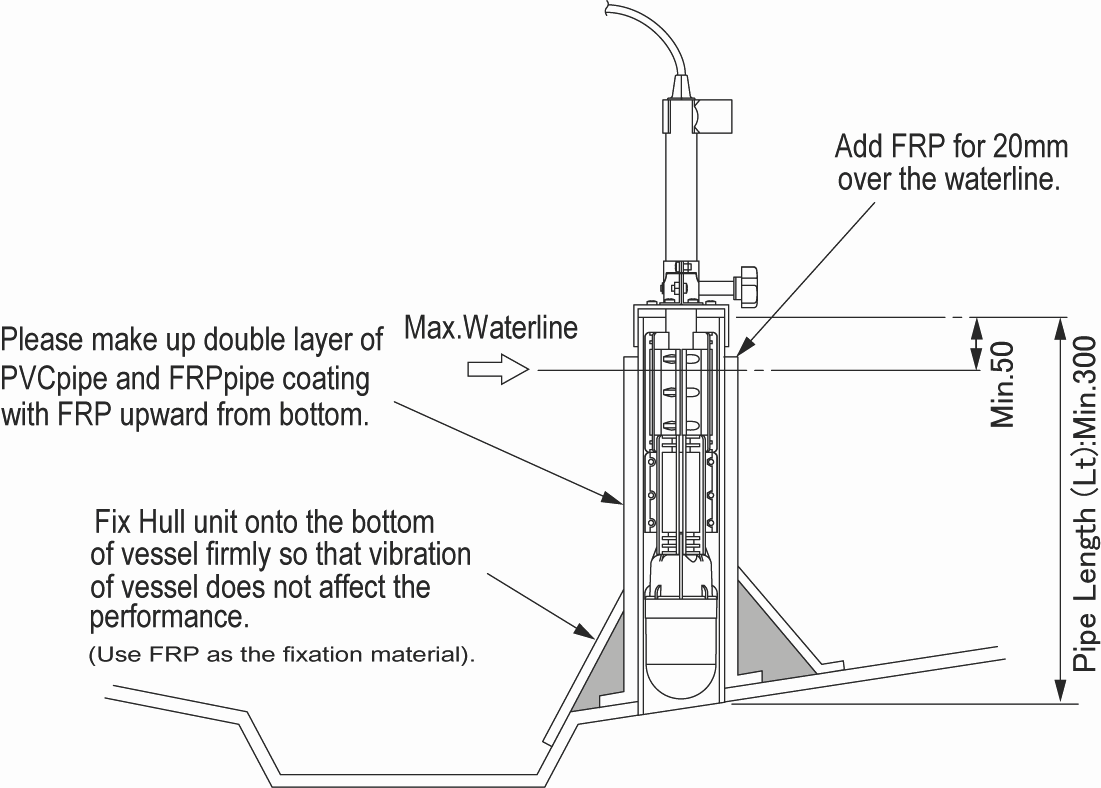 Add FRP for 20mm
over the waterline.
Max.Waterline
Please make up double layer of
PVCpipe and FRPpipe coating
with FRP upward from bottom.
Min.50
Pipe Length (Lt):Min.300
Fix Hull unit onto the bottom
of vessel firmly so that vibration
of vessel does not affect the
performance.
(Use FRP as the fixation material).